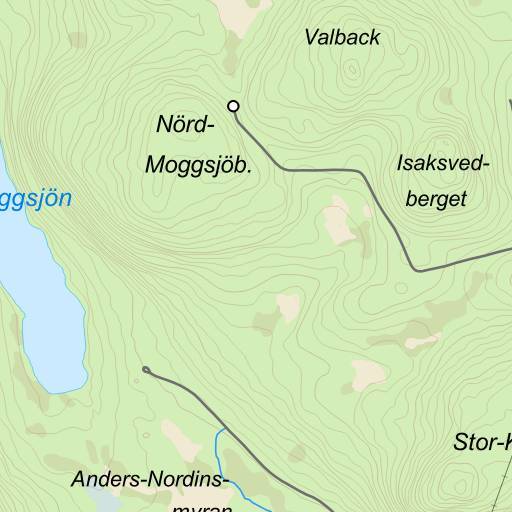 Valback
Nörd-
Moggsjöb.
Isaksved-
berget
ggsjön
Stor-K
Anders-Nordins-
myran